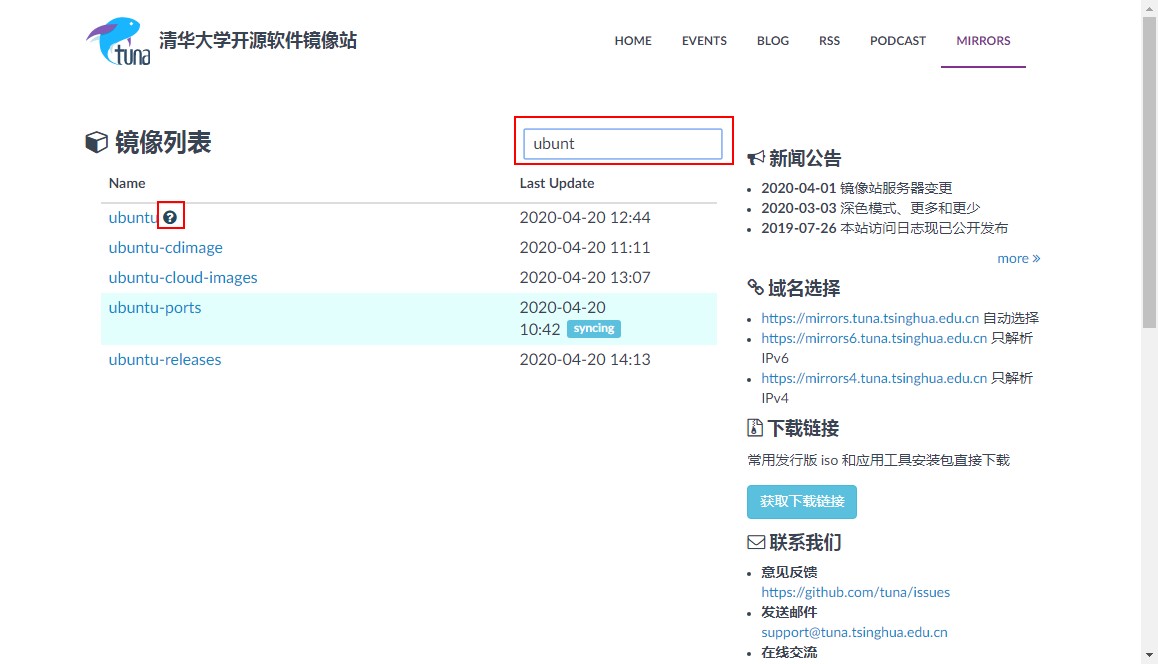 tuna
清华大学开源软件镜像站
HOME EVENTS BLOG RSS PODCAST MIRRORS
镜像列表
ubunt
Name Last Update
ubuntu 2020-04-20 12:44
ubuntu-cdimage 2020-04-20 11:11
ubuntu-cloud-images 2020-04-20 13:07
ubuntu-ports 2020-04-20
10:42 syncing
ubuntu-releases 2020-04-20 14:13
新闻公告
2020-04-01 镜像站服务器变更
2020-03-03 深色模式、更多和更少
2019-07-26 本站访问日志现已公开发布
more »
域名选择
https://mirrors.tuna.tsinghua.edu.cn 自动选择
https://mirrors6.tuna.tsinghua.edu.cn 只解析
IPv6
https://mirrors4.tuna.tsinghua.edu.cn 只解析
IPv4
下载链接
常用发行版 iso 和应用工具安装包直接下载
获取下载链接
联系我们
意见反馈
https://github.com/tuna/issues
发送邮件
support@tuna.tsinghua.edu.cn
在线交流